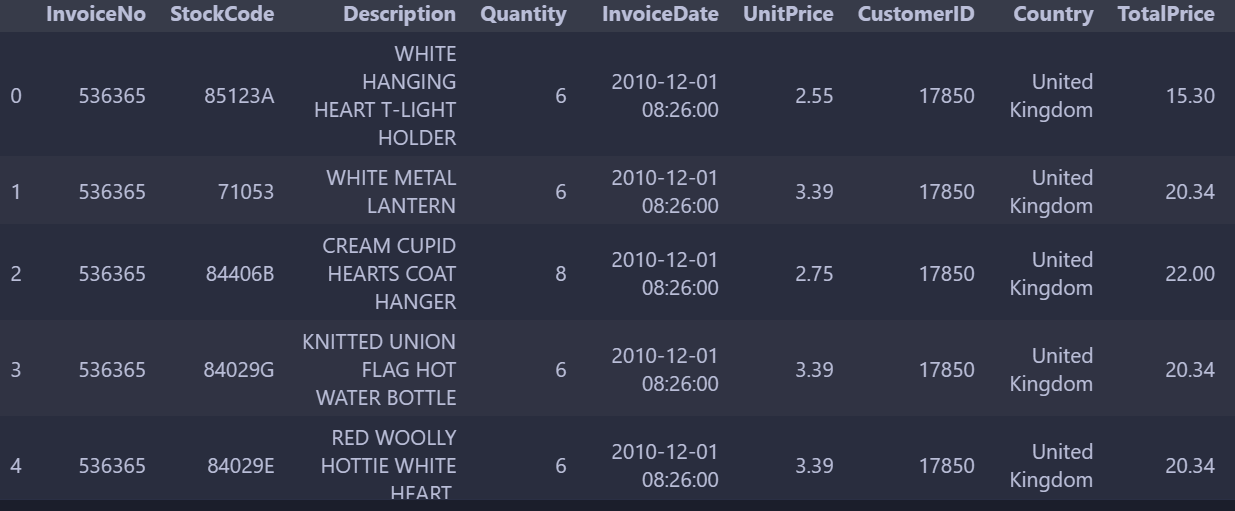 InvoiceNo StockCode Description Quantity InvoiceDate UnitPrice CustomerID Country TotalPrice
0 536365 85123A WHITE HANGING HEART T-LIGHT HOLDER 6 2010-12-01 08:26:00 2.55 17850 United Kingdom 15.30
1 536365 71053 WHITE METAL LANTERN 6 2010-12-01 08:26:00 3.39 17850 United Kingdom 20.34
2 536365 84406B CREAM CUPID HEARTS COAT HANGER 8 2010-12-01 08:26:00 2.75 17850 United Kingdom 22.00
3 536365 84029G KNITTED UNION FLAG HOT WATER BOTTLE 6 2010-12-01 08:26:00 3.39 17850 United Kingdom 20.34
4 536365 84029E RED WOOLLY HOTTIE WHITE HEART. 6 2010-12-01 08:26:00 3.39 17850 United Kingdom 20.34